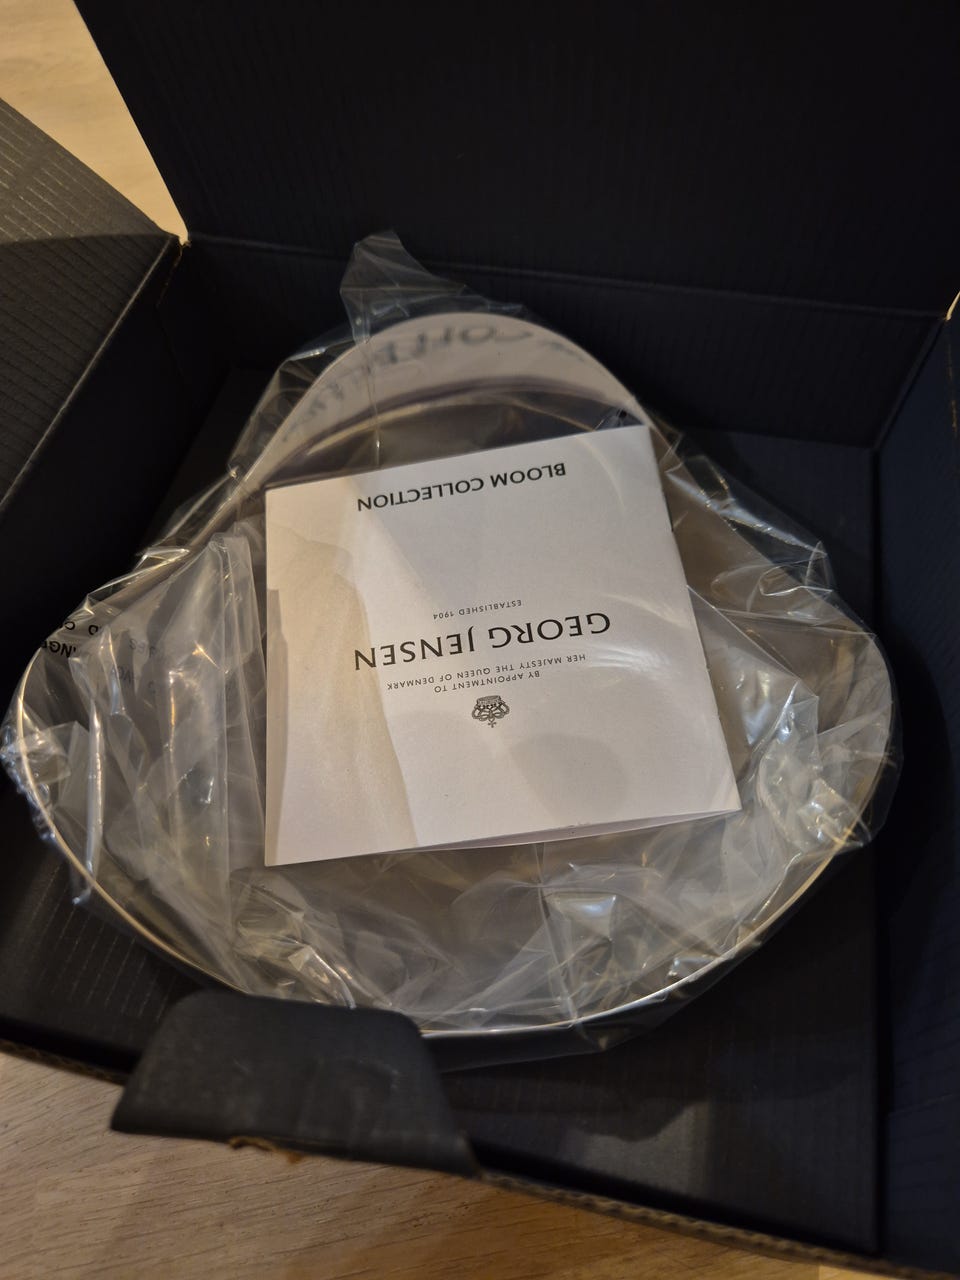 BY APPOINTMENT TO
HER MAJESTY THE QUEEN OF DENMARK
GEORG JENSEN
ESTABLISHED 1904
BLOOM COLLECTION